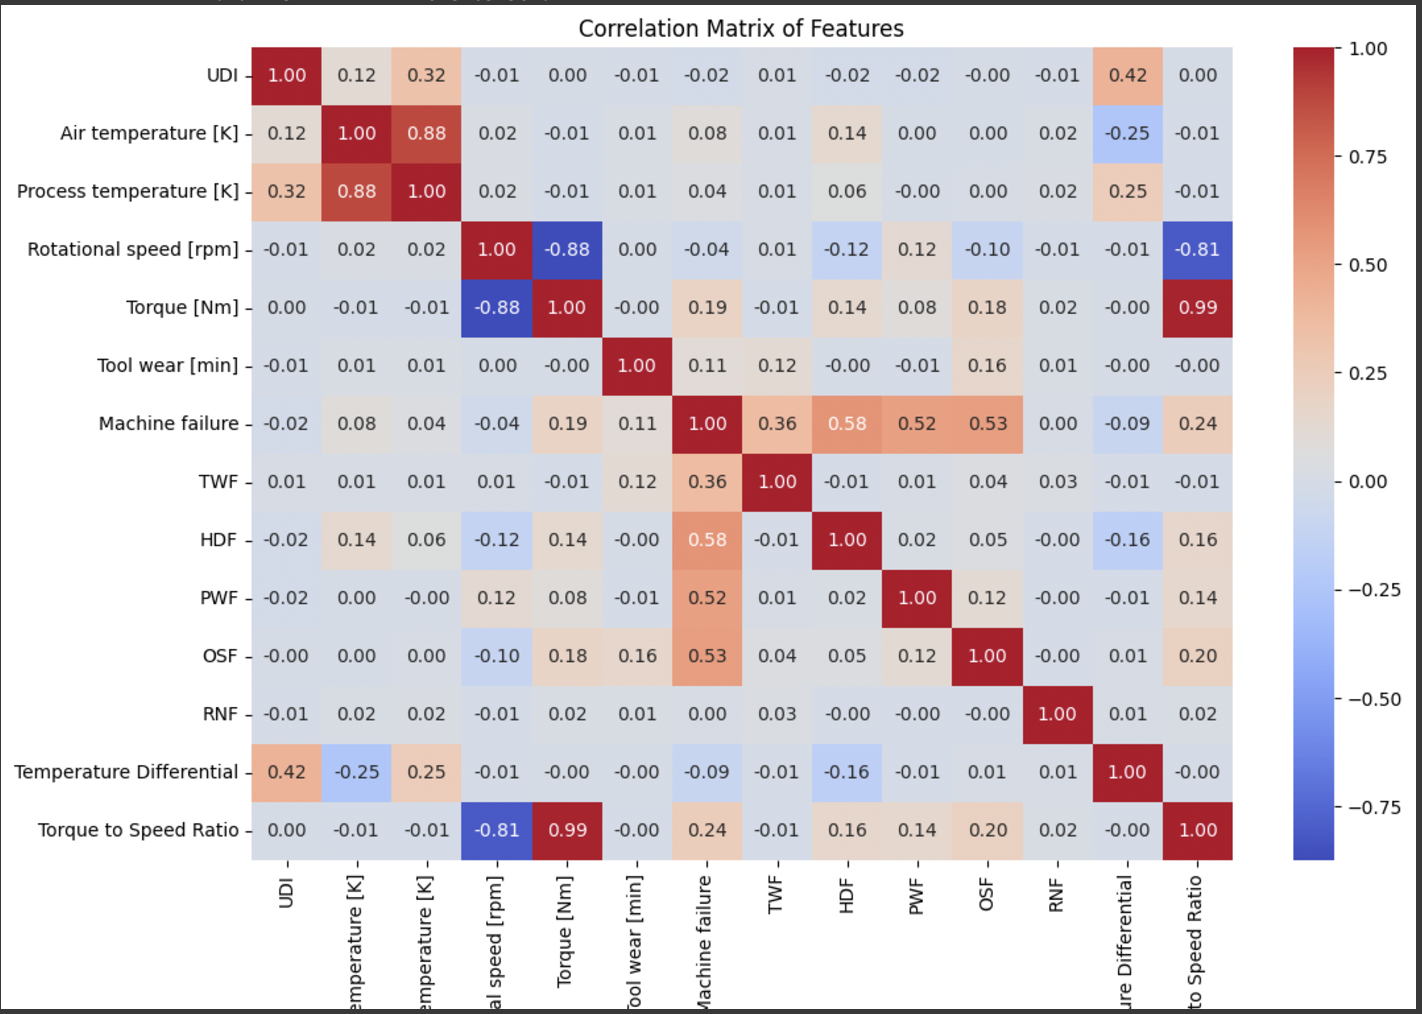 Correlation Matrix of Features
UDI 1.00 0.12 0.32 -0.01 0.00 -0.01 -0.02 0.01 -0.02 -0.02 -0.00 -0.01 0.42 0.00
Air temperature [K] 0.12 1.00 0.88 0.02 -0.01 0.01 0.08 0.01 0.14 0.00 0.00 0.02 -0.25 -0.01
Process temperature [K] 0.32 0.88 1.00 0.02 -0.01 0.01 0.04 0.01 0.06 -0.00 0.00 0.02 0.25 -0.01
Rotational speed [rpm] -0.01 0.02 0.02 1.00 -0.88 0.00 -0.04 0.01 -0.12 0.12 -0.10 -0.01 -0.01 -0.81
Torque [Nm] 0.00 -0.01 -0.01 -0.88 1.00 -0.00 0.19 -0.01 0.14 0.08 0.18 0.02 -0.00 0.99
Tool wear [min] -0.01 0.01 0.01 0.00 -0.00 1.00 0.11 0.12 -0.00 -0.01 0.16 0.01 -0.00 -0.00
Machine failure -0.02 0.08 0.04 -0.04 0.19 0.11 1.00 0.36 0.58 0.52 0.53 0.00 -0.09 0.24
TWF 0.01 0.01 0.01 0.01 -0.01 0.12 0.36 1.00 -0.01 0.01 0.04 0.03 -0.01 -0.01
HDF -0.02 0.14 0.06 -0.12 0.14 -0.00 0.58 -0.01 1.00 0.02 0.05 -0.00 -0.16 0.16
PWF -0.02 0.00 -0.00 0.12 0.08 -0.01 0.52 0.01 0.02 1.00 0.12 -0.00 -0.01 0.14
OSF -0.00 0.00 0.00 -0.10 0.18 0.16 0.53 0.04 0.05 0.12 1.00 -0.00 0.01 0.20
RNF -0.01 0.02 0.02 -0.01 0.02 0.01 0.00 0.03 -0.00 -0.00 -0.00 1.00 0.01 0.02
Temperature Differential 0.42 -0.25 0.25 -0.01 -0.00 -0.00 -0.09 -0.01 -0.16 -0.01 0.01 0.01 1.00 -0.00
Torque to Speed Ratio 0.00 -0.01 -0.01 -0.81 0.99 -0.00 0.24 -0.01 0.16 0.14 0.20 0.02 -0.00 1.00
UDI
emperature [K]
emperature [K]
al speed [rpm]
Torque [Nm]
ool wear [min]
Machine failure
TWF
HDF
PWF
OSF
RNF
ure Differential
to Speed Ratio
1.00
0.75
0.50
0.25
0.00
−0.25
−0.50
−0.75